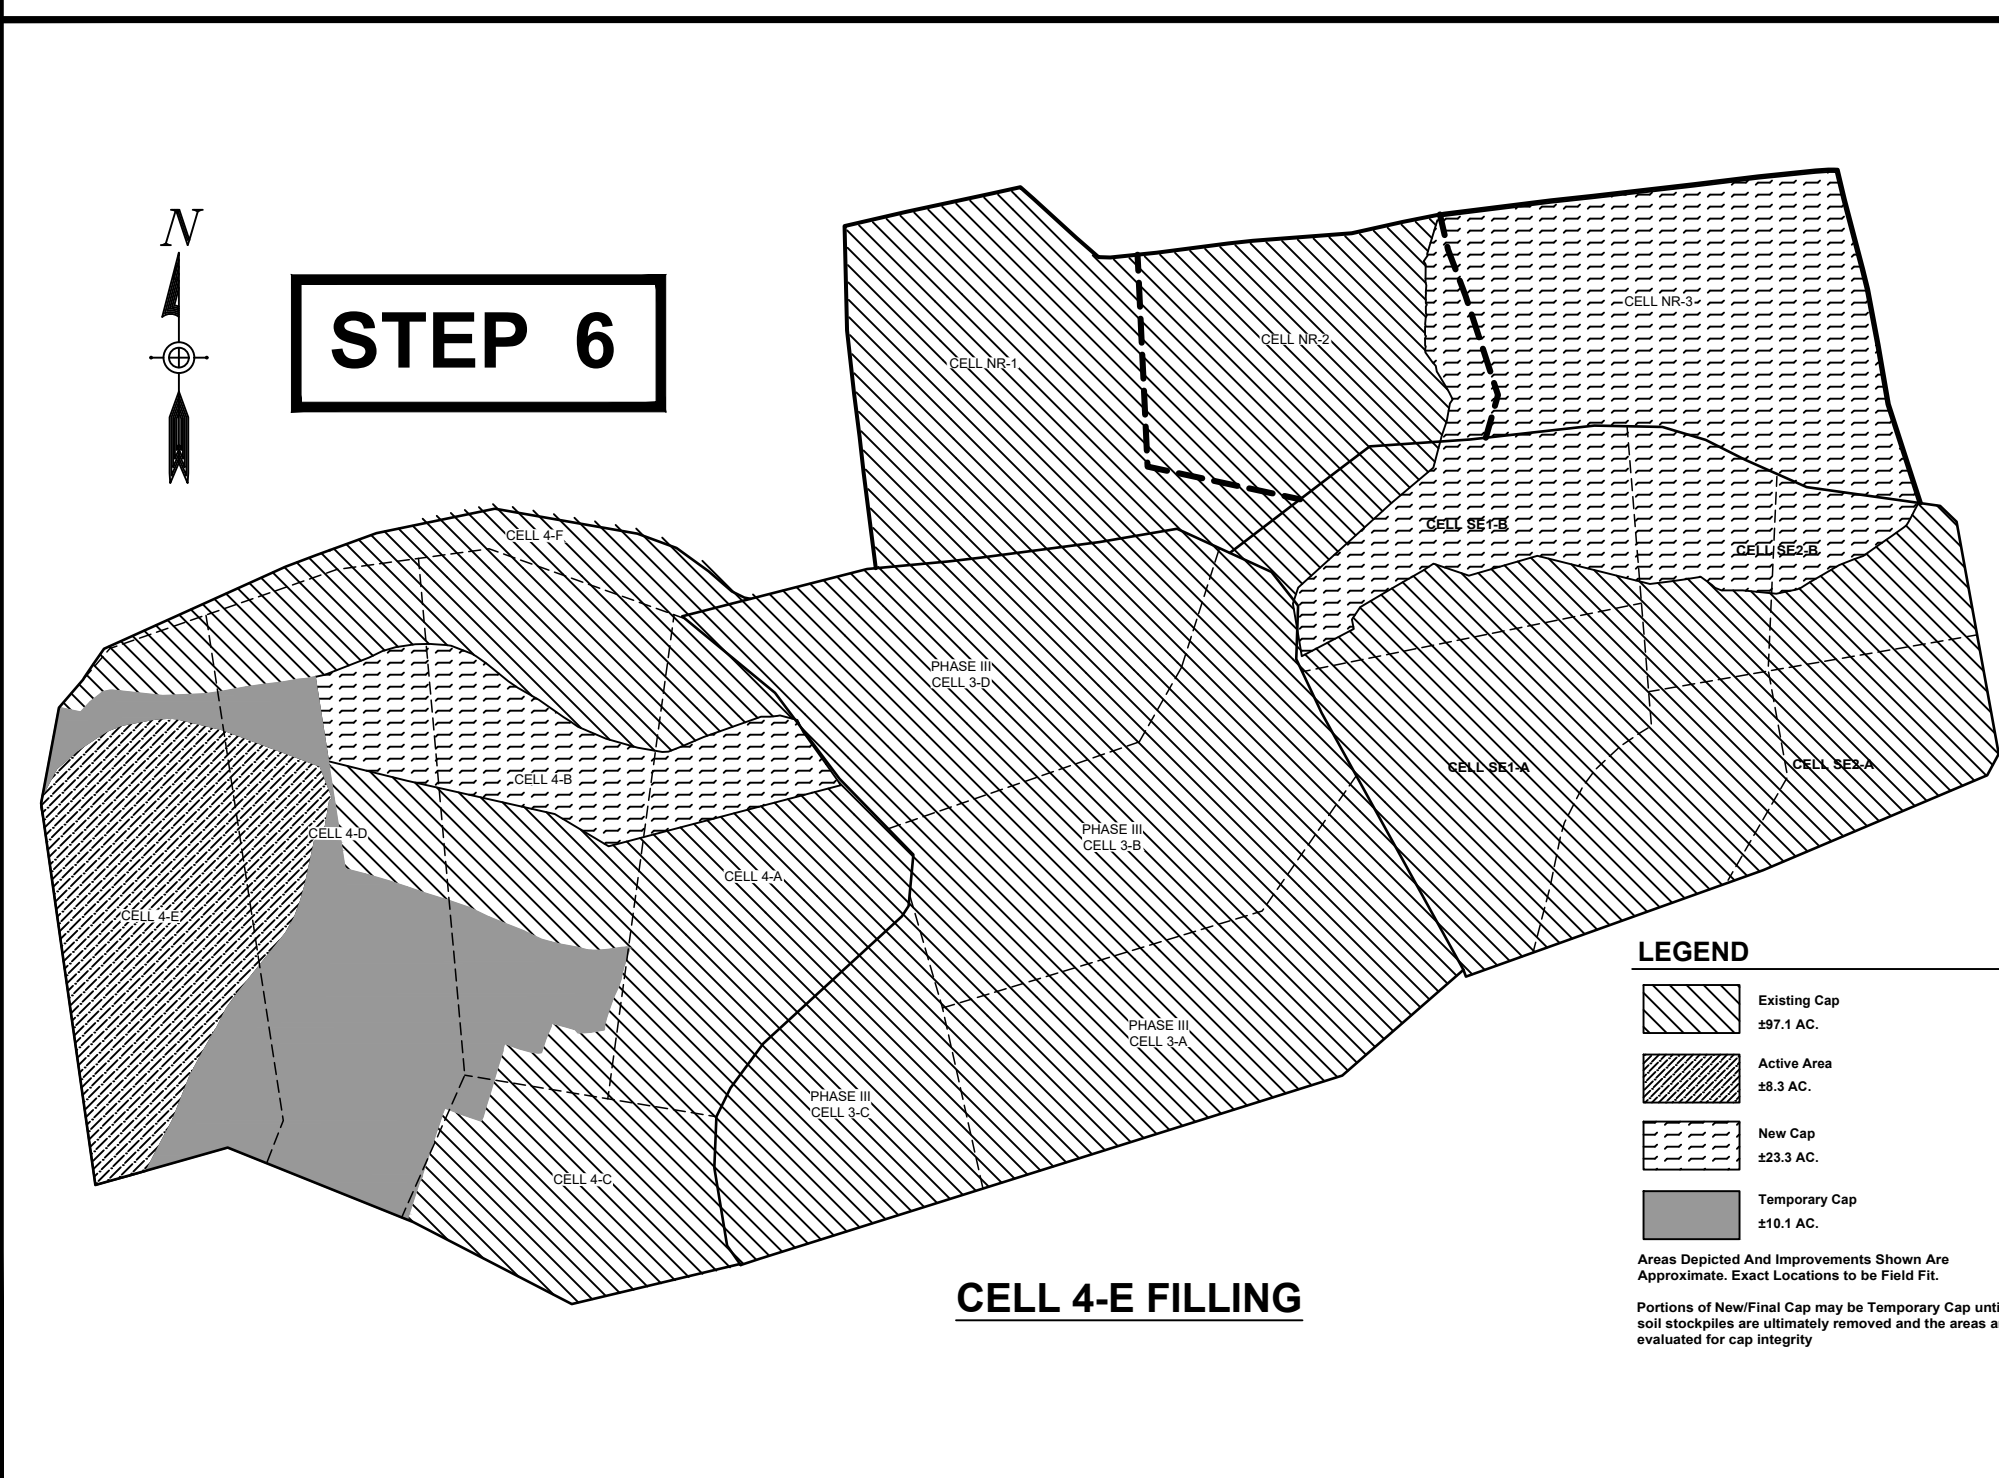 N
STEP 6
CELL NR-3
CELL NR-2
CELL NR-1
CELL 4-F
CELL SE1-B
CELL SE2-B
PHASE III
CELL 3-D
CELL 4-B
CELL SE1-A
CELL SE2-A
CELL 4-D
PHASE III
CELL 3-B
CELL 4-A
CELL 4-E
PHASE III
CELL 3-A
PHASE III
CELL 3-C
CELL 4-C
CELL 4-E FILLING
LEGEND
Existing Cap
±97.1 AC.
Active Area
±8.3 AC.
New Cap
±23.3 AC.
Temporary Cap
±10.1 AC.
Areas Depicted And Improvements Shown Are
Approximate. Exact Locations to be Field Fit.
Portions of New/Final Cap may be Temporary Cap unti
soil stockpiles are ultimately removed and the areas a
evaluated for cap integrity